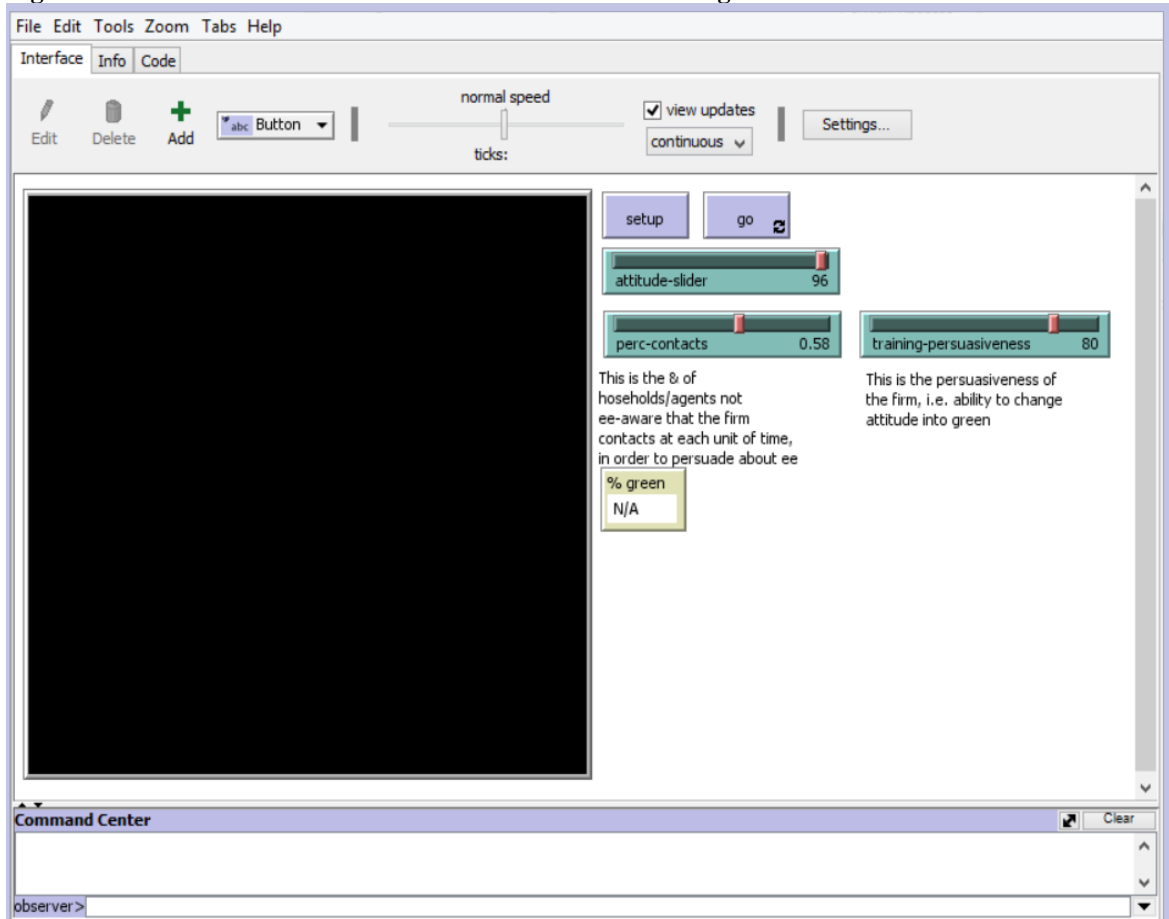 File Edit Tools Zoom Tabs Help
Interface Info Code
Edit Delete Add abc Button normal speed ticks: view updates continuous Settings...
setup go
attitude-slider 96
perc-contacts 0.58
training-persuasiveness 80
This is the & of
hoseholds/agents not
ee-aware that the firm
contacts at each unit of time,
in order to persuade about ee
This is the persuasiveness of
the firm, i.e. ability to change
attitude into green
% green
N/A
Command Center Clear
observer>